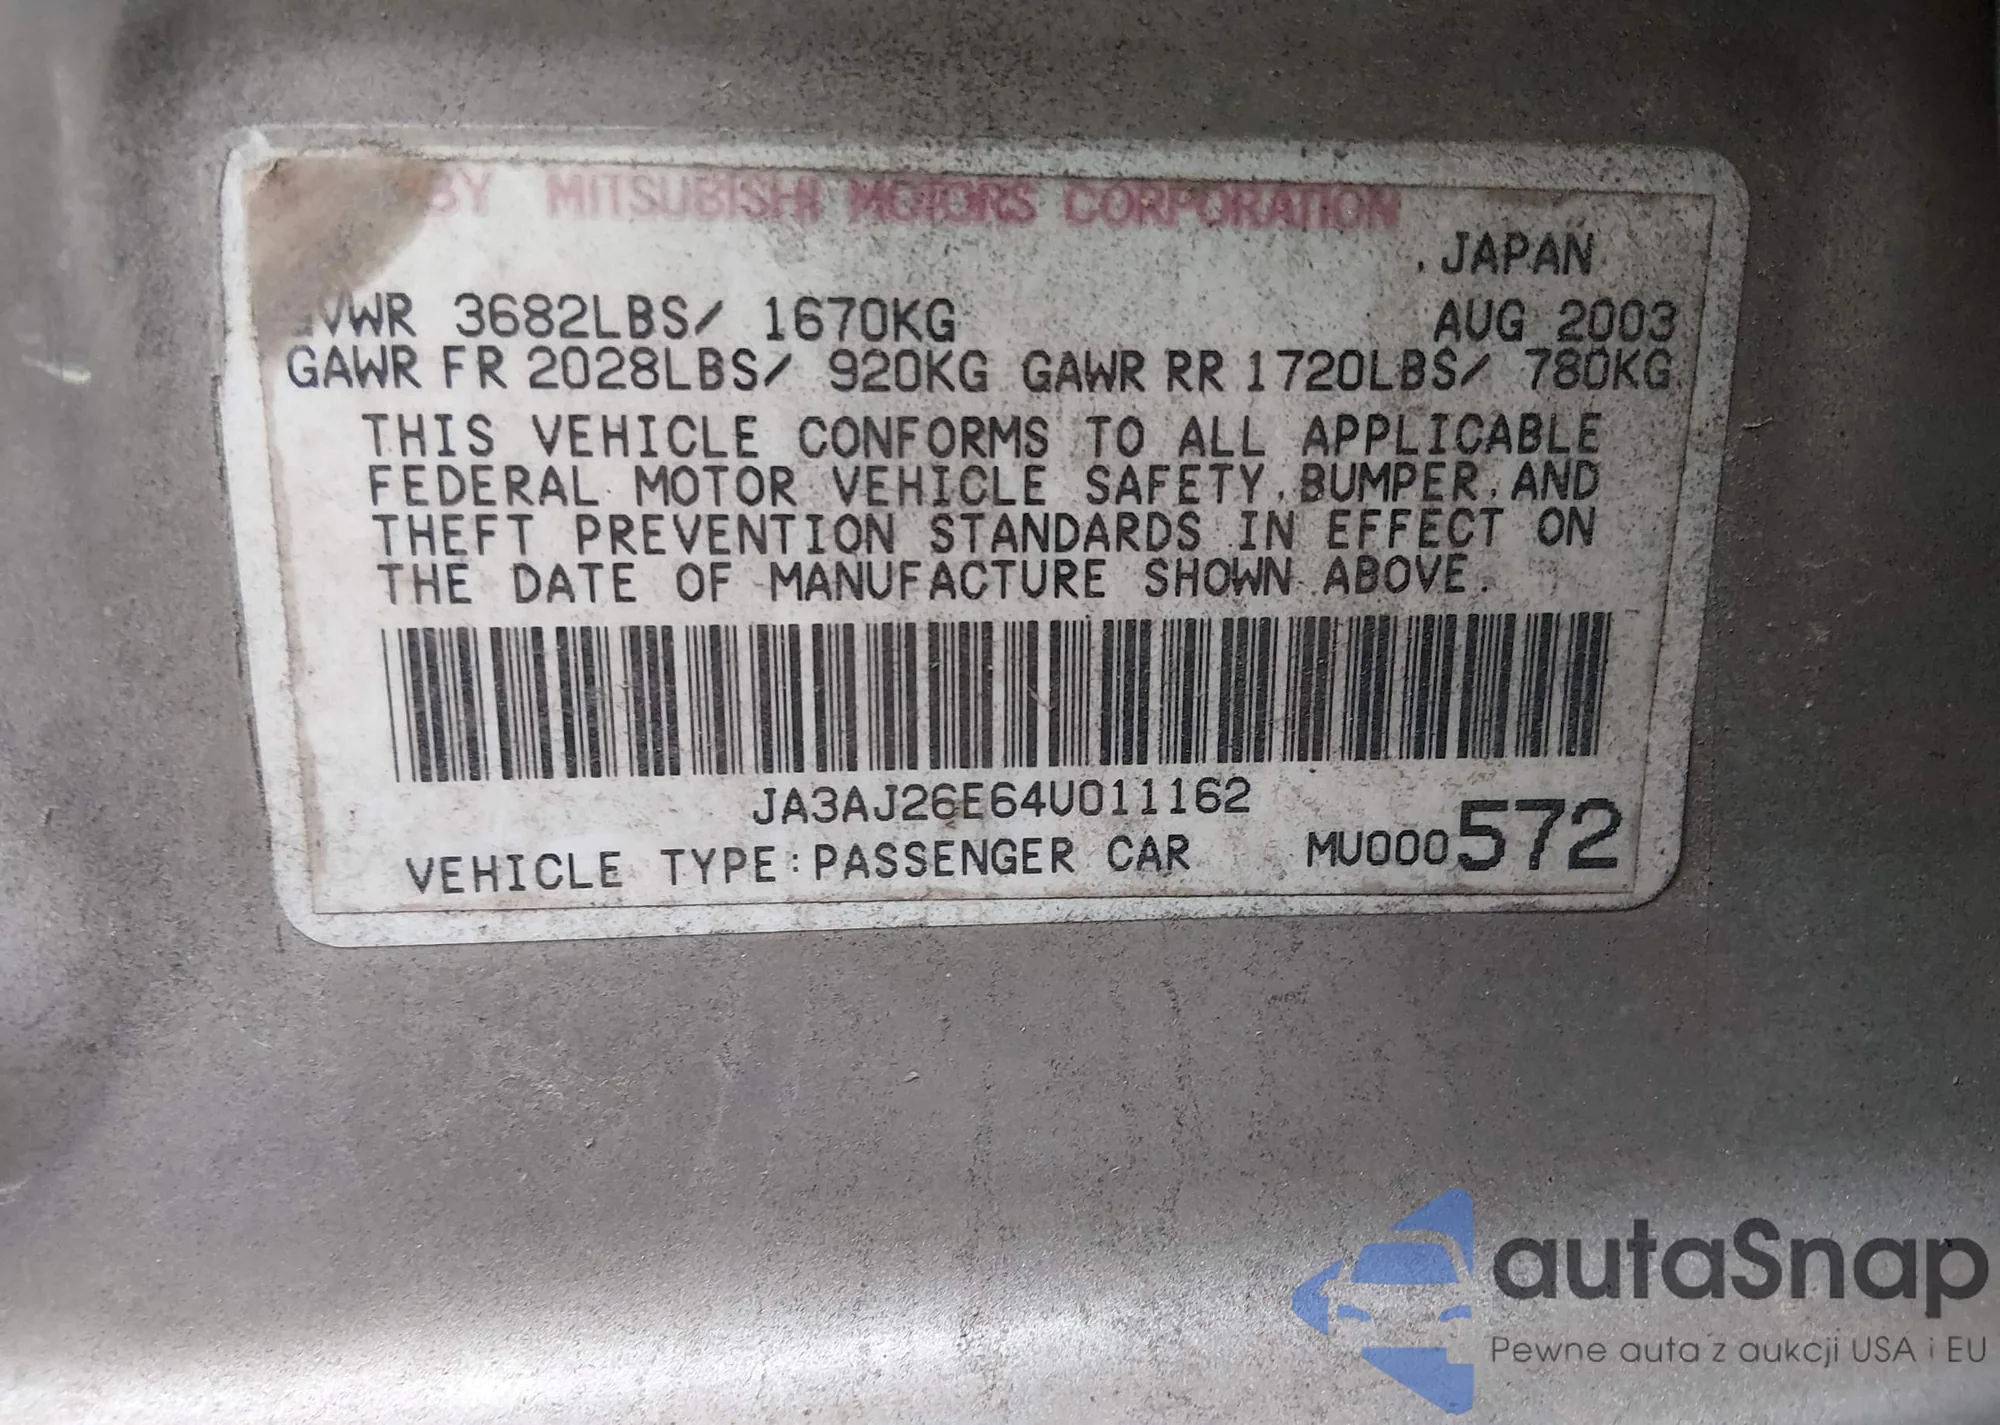 BY MITSUBISHI MOTORS CORPORATION
JAPAN
GVWR 3682LBS/ 1670KG AUG 2003
GAWR FR 2028LBS/ 920KG GAWR RR 1720LBS/ 780KG
THIS VEHICLE CONFORMS TO ALL APPLICABLE
FEDERAL MOTOR VEHICLE SAFETY, BUMPER, AND
THEFT PREVENTION STANDARDS IN EFFECT ON
THE DATE OF MANUFACTURE SHOWN ABOVE.
JA3AJ26E64U011162
VEHICLE TYPE:PASSENGER CAR MU000572
autaSnap
Pewne auta z aukcji USA i EU